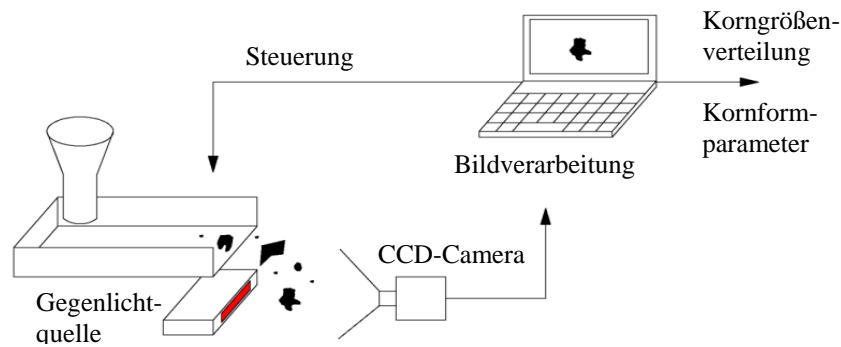 Steuerung
Korngrößen-
verteilung
Kornform-
parameter
Bildverarbeitung
CCD-Camera
Gegenlicht-
quelle